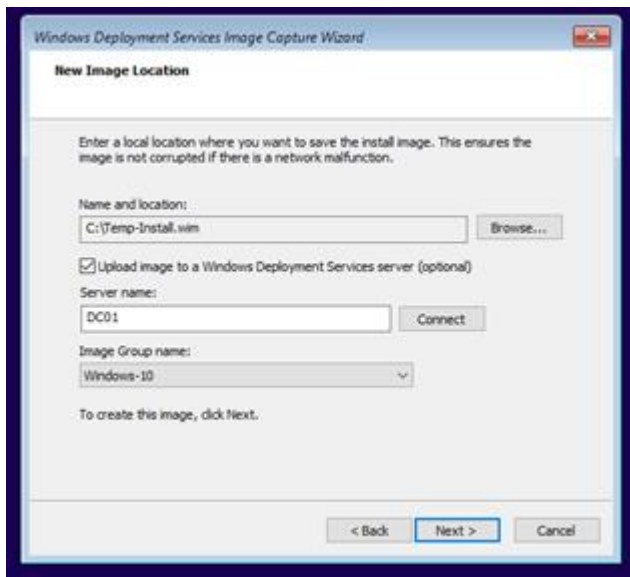 Windows Deployment Services Image Capture Wizard
New Image Location
Enter a local location where you want to save the install image. This ensures the
image is not corrupted if there is a network malfunction.
Name and location:
C:\Temp-Install.wim
Browse...
Upload image to a Windows Deployment Services server (optional)
Server name:
DC01
Connect
Image Group name:
Windows-10
To create this image, click Next.
< Back
Next >
Cancel